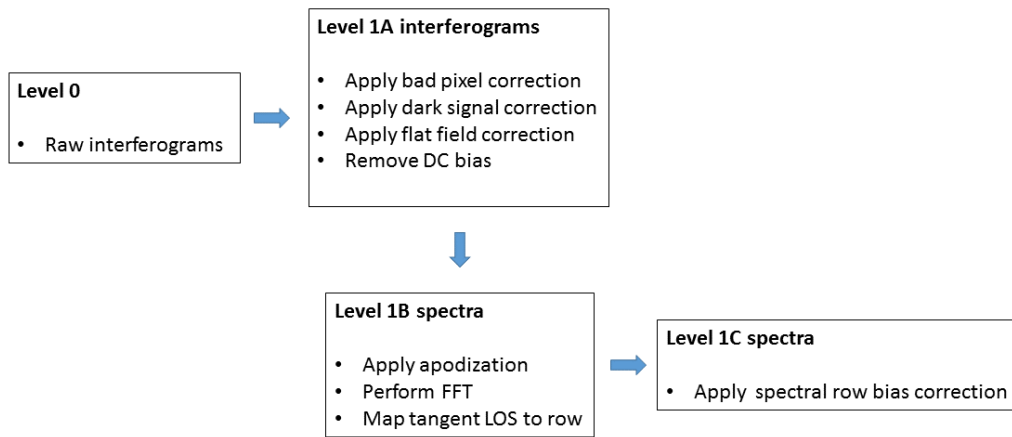 Level 0
• Raw interferograms
Level 1A interferograms
• Apply bad pixel correction
• Apply dark signal correction
• Apply flat field correction
• Remove DC bias
Level 1B spectra
• Apply apodization
• Perform FFT
• Map tangent LOS to row
Level 1C spectra
• Apply spectral row bias correction